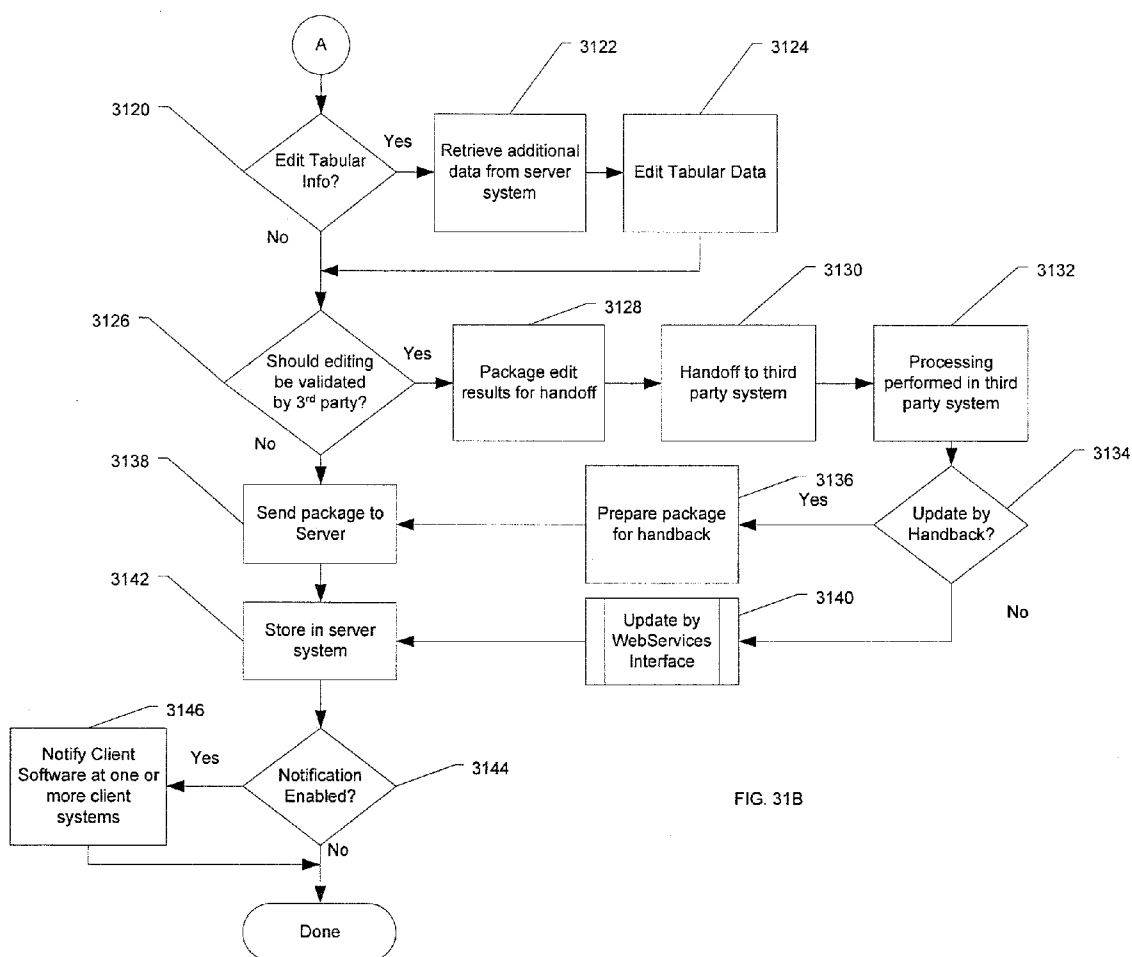 A
3122
3124
3120
Edit Tabular
Info?
Yes
Retrieve additional
data from server
system
Edit Tabular Data
No
3126
3128
3130
3132
Should editing
be validated
by 3rd party?
Yes
Package edit
results for handoff
Handoff to third
party system
Processing
performed in third
party system
No
3134
3138
3136
Send package to
Server
Prepare package
for handback
Yes
Update by
Handback?
3142
3140
No
Store in server
system
Update by
WebServices
Interface
3146
Notify Client
Software at one or
more client
systems
Yes
Notification
Enabled?
3144
No
FIG. 31B
Done